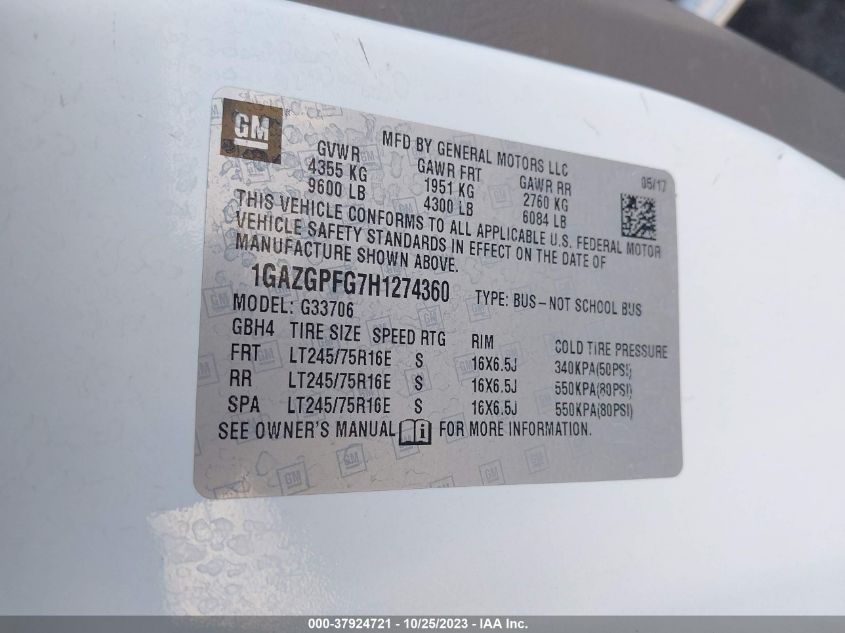 GM
MFD BY GENERAL MOTORS LLC
05/17
GVWR GAWR FRT GAWR RR
4355 KG 1951 KG 2760 KG
9600 LB 4300 LB 6084 LB
THIS VEHICLE CONFORMS TO ALL APPLICABLE U.S. FEDERAL MOTOR
VEHICLE SAFETY STANDARDS IN EFFECT ON THE DATE OF
MANUFACTURE SHOWN ABOVE.
1GAZGPFG7H1274360 TYPE: BUS-NOT SCHOOL BUS
MODEL: G33706
GBH4 TIRE SIZE SPEED RTG RIM COLD TIRE PRESSURE
FRT LT245/75R16E S 16X6.5J 340KPA(50PSI)
RR LT245/75R16E S 16X6.5J 550KPA(80PSI)
SPA LT245/75R16E S 16X6.5J 550KPA(80PSI)
SEE OWNER'S MANUAL i FOR MORE INFORMATION.
000-37924721 - 10/25/2023 - IAA Inc.